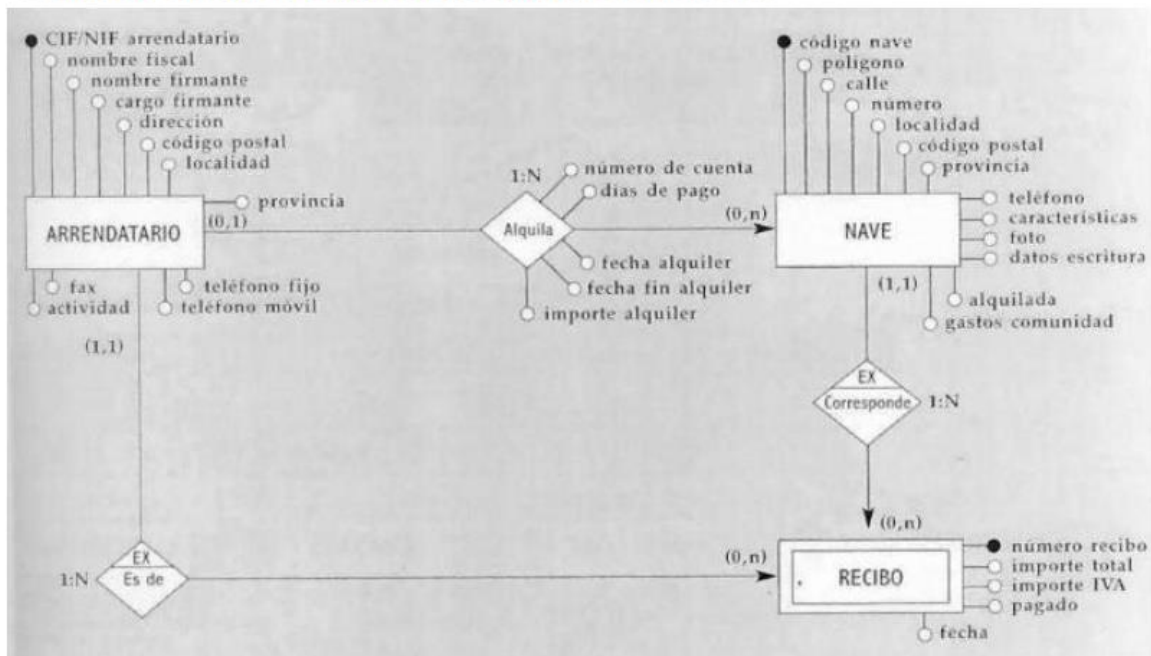 CIF/NIF arrendatario
nombre fiscal
nombre firmante
cargo firmante
dirección
código postal
localidad
provincia
ARRENDATARIO
(0,1)
fax
actividad
teléfono fijo
teléfono móvil
(1,1)
1:N
número de cuenta
días de pago
Alquila
(0,n)
fecha alquiler
fecha fin alquiler
importe alquiler
código nave
polígono
calle
número
localidad
código postal
provincia
NAVE
teléfono
características
foto
datos escritura
(1,1)
alquilada
gastos comunidad
EX
Corresponde
1:N
(0,n)
EX
Es de
1:N
(0,n)
RECIBO
número recibo
importe total
importe IVA
pagado
fecha